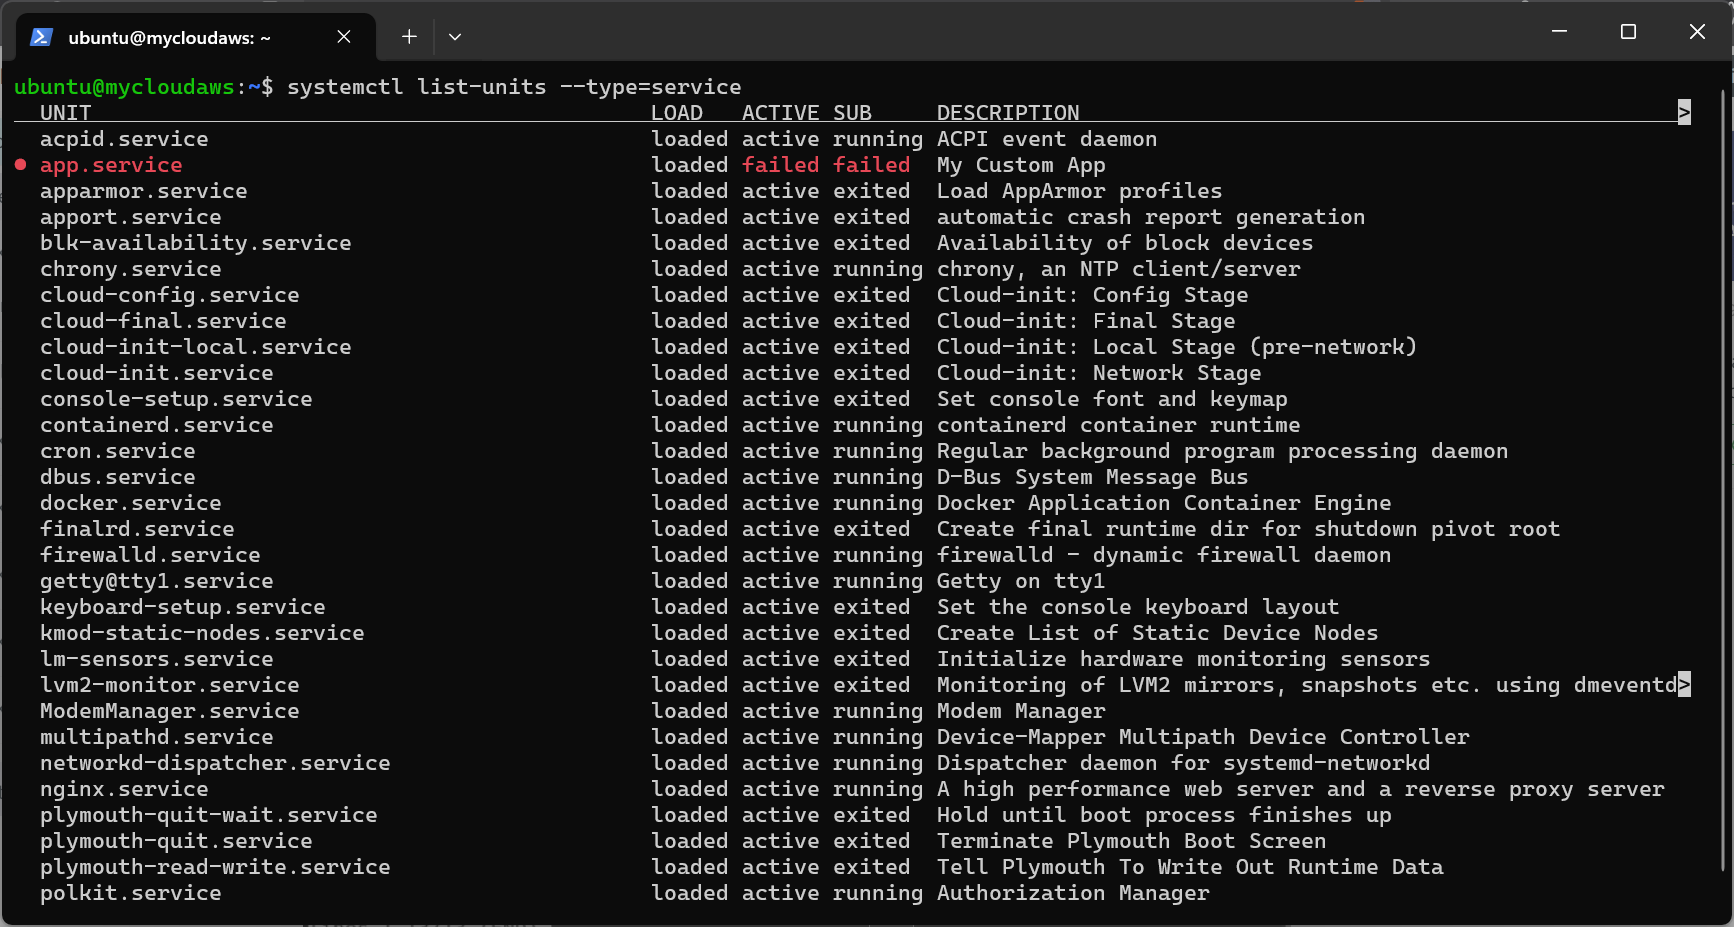 ubuntu@mycloudaws: ~
ubuntu@mycloudaws:~$ systemctl list-units --type=service
UNIT LOAD ACTIVE SUB DESCRIPTION >
acpid.service loaded active running ACPI event daemon
● app.service loaded failed failed My Custom App
apparmor.service loaded active exited Load AppArmor profiles
apport.service loaded active exited automatic crash report generation
blk-availability.service loaded active exited Availability of block devices
chrony.service loaded active running chrony, an NTP client/server
cloud-config.service loaded active exited Cloud-init: Config Stage
cloud-final.service loaded active exited Cloud-init: Final Stage
cloud-init-local.service loaded active exited Cloud-init: Local Stage (pre-network)
cloud-init.service loaded active exited Cloud-init: Network Stage
console-setup.service loaded active exited Set console font and keymap
containerd.service loaded active running containerd container runtime
cron.service loaded active running Regular background program processing daemon
dbus.service loaded active running D-Bus System Message Bus
docker.service loaded active running Docker Application Container Engine
finalrd.service loaded active exited Create final runtime dir for shutdown pivot root
firewalld.service loaded active running firewalld - dynamic firewall daemon
getty@tty1.service loaded active running Getty on tty1
keyboard-setup.service loaded active exited Set the console keyboard layout
kmod-static-nodes.service loaded active exited Create List of Static Device Nodes
lm-sensors.service loaded active exited Initialize hardware monitoring sensors
lvm2-monitor.service loaded active exited Monitoring of LVM2 mirrors, snapshots etc. using dmeventd>
ModemManager.service loaded active running Modem Manager
multipathd.service loaded active running Device-Mapper Multipath Device Controller
networkd-dispatcher.service loaded active running Dispatcher daemon for systemd-networkd
nginx.service loaded active running A high performance web server and a reverse proxy server
plymouth-quit-wait.service loaded active exited Hold until boot process finishes up
plymouth-quit.service loaded active exited Terminate Plymouth Boot Screen
plymouth-read-write.service loaded active exited Tell Plymouth To Write Out Runtime Data
polkit.service loaded active running Authorization Manager